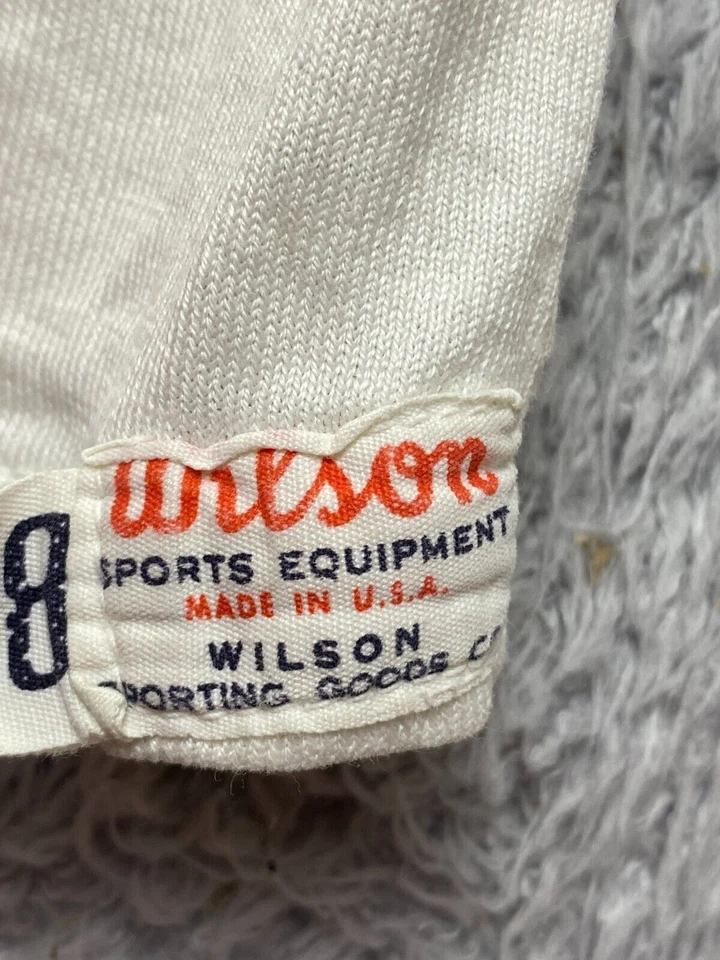 Wilson
SPORTS EQUIPMENT
MADE IN U.S.A.
WILSON
SPORTING GOODS C
8